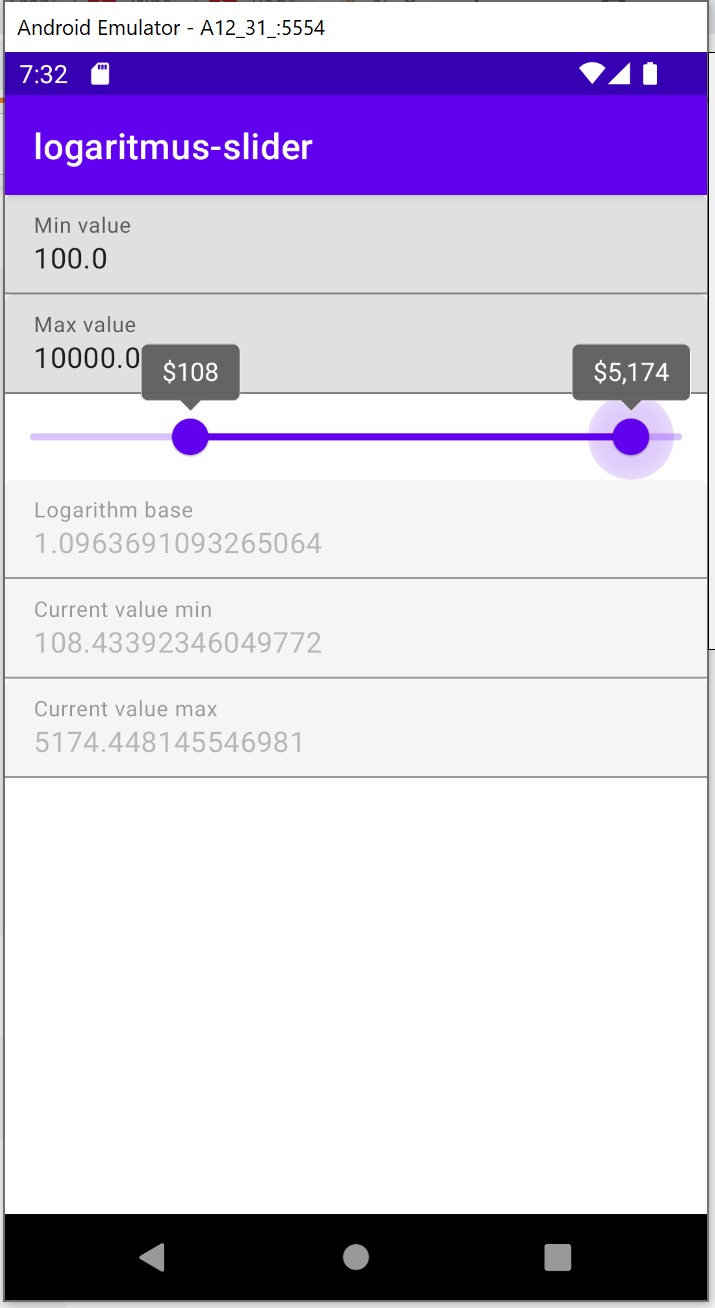 Android Emulator - A12_31_:5554
7:32
logaritmus-slider
Min value
100.0
Max value
10000.0
$108
$5,174
Logarithm base
1.0963691093265064
Current value min
108.43392346049772
Current value max
5174.448145546981